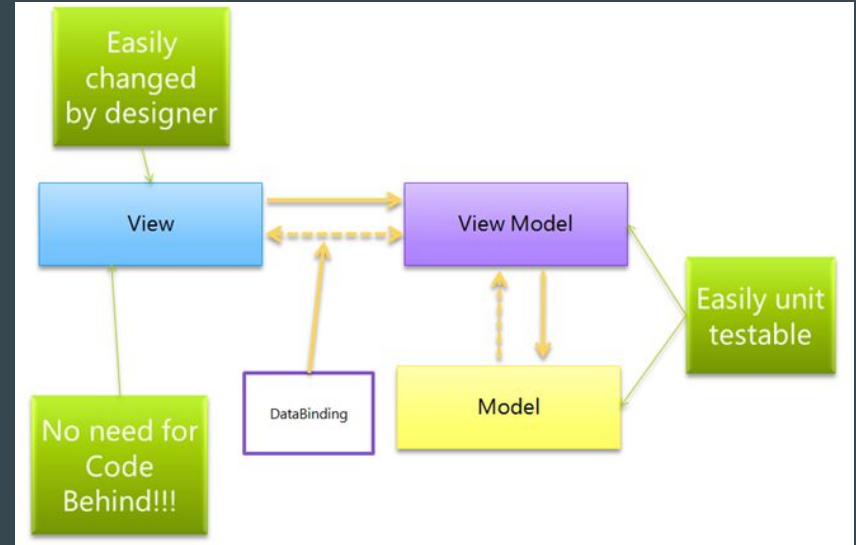 Easily
changed
by designer
View
View Model
Easily unit
testable
DataBinding
Model
No need for
Code
Behind!!!